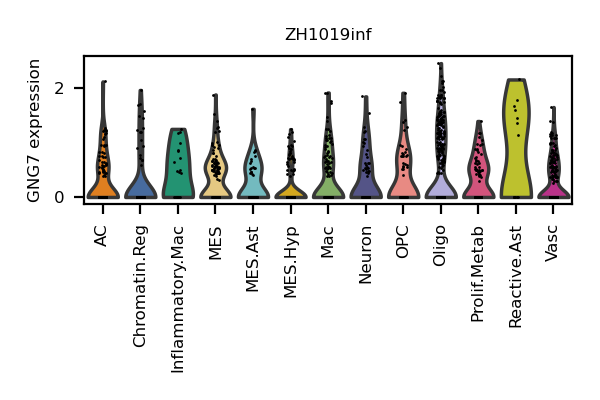 ZH1019inf
GNG7 expression
2
0
AC
Chromatin.Reg
Inflammatory.Mac
MES
MES.Ast
MES.Hyp
Mac
Neuron
OPC
Oligo
Prolif.Metab
Reactive.Ast
Vasc